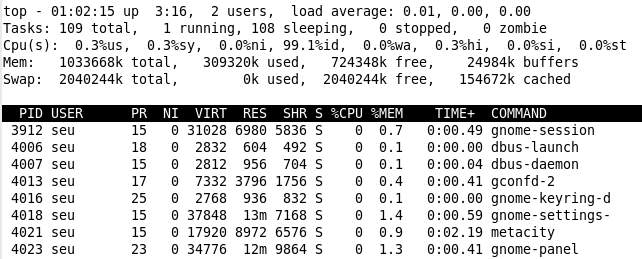 top - 01:02:15 up  3:16,  2 users,  load average: 0.01, 0.00, 0.00
Tasks: 109 total,   1 running, 108 sleeping,   0 stopped,   0 zombie
Cpu(s):  0.3%us,  0.3%sy,  0.0%ni, 99.1%id,  0.0%wa,  0.3%hi,  0.0%si,  0.0%st
Mem:   1033668k total,   309320k used,   724348k free,    24984k buffers
Swap:  2040244k total,        0k used,  2040244k free,   154672k cached
  PID USER      PR  NI  VIRT  RES  SHR S %CPU %MEM    TIME+  COMMAND
 3912 seu       15   0 31028 6980 5836 S    0  0.7   0:00.49 gnome-session
 4006 seu       18   0  2832  604  492 S    0  0.1   0:00.00 dbus-launch
 4007 seu       15   0  2812  956  704 S    0  0.1   0:00.04 dbus-daemon
 4013 seu       17   0  7332 3796 1756 S    0  0.4   0:00.41 gconfd-2
 4016 seu       25   0  2768  936  832 S    0  0.1   0:00.00 gnome-keyring-d
 4018 seu       15   0 37848  13m 7168 S    0  1.4   0:00.59 gnome-settings-
 4021 seu       15   0 17920 8972 6576 S    0  0.9   0:02.19 metacity
 4023 seu       23   0 34776  12m 9864 S    0  1.3   0:00.41 gnome-panel